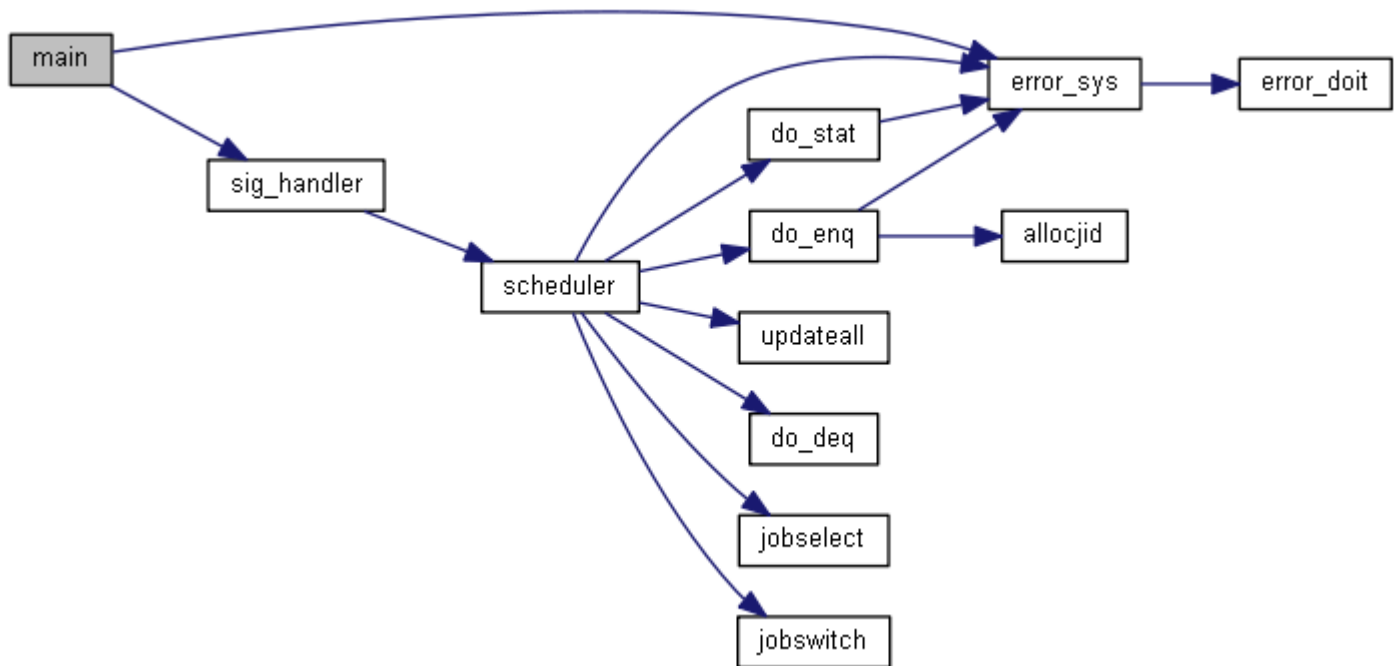 main
error_sys
error_doit
do_stat
sig_handler
do_enq
allocjid
scheduler
updateall
do_deq
jobselect
jobswitch